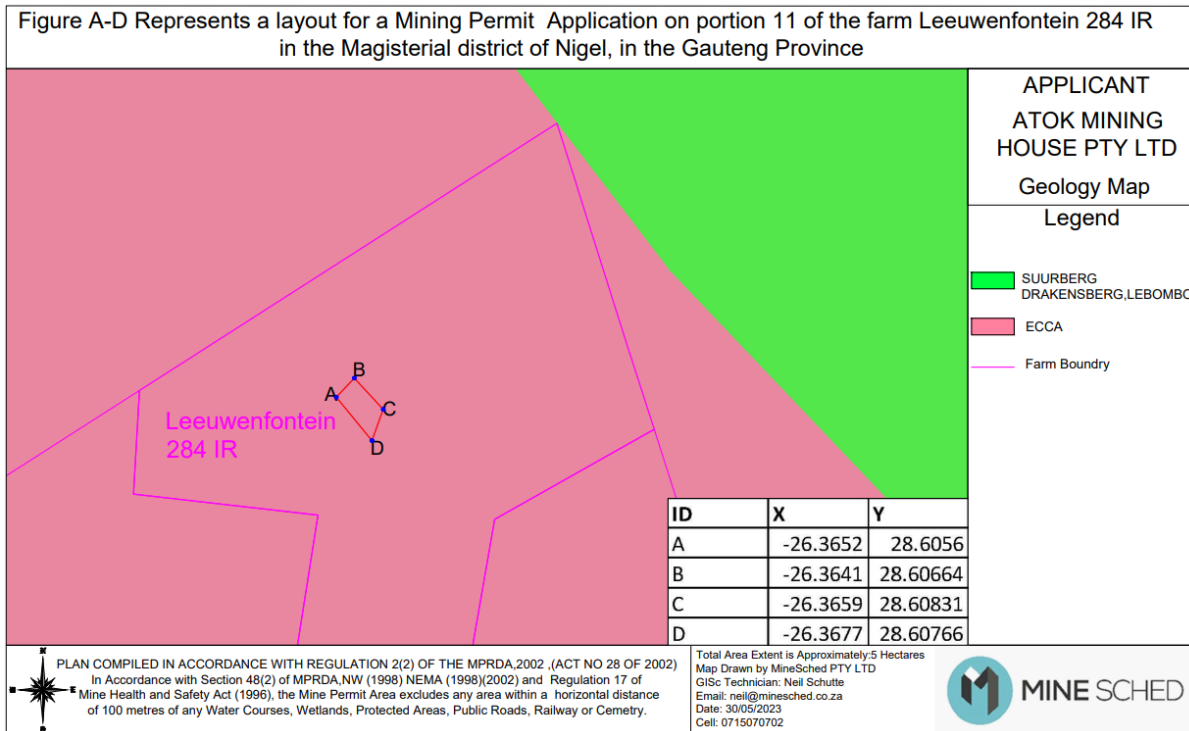 Figure A-D Represents a layout for a Mining Permit Application on portion 11 of the farm Leeuwenfontein 284 IR
in the Magisterial district of Nigel, in the Gauteng Province
APPLICANT
ATOK MINING
HOUSE PTY LTD
Geology Map
Legend
SUURBERG
DRAKENSBERG,LEBOMBO
ECCA
Farm Boundry
B
A
C
D
Leeuwenfontein
284 IR
ID X Y
A -26.3652 28.6056
B -26.3641 28.60664
C -26.3659 28.60831
D -26.3677 28.60766
PLAN COMPILED IN ACCORDANCE WITH REGULATION 2(2) OF THE MPRDA,2002 ,(ACT NO 28 OF 2002)
In Accordance with Section 48(2) of MPRDA,NW (1998) NEMA (1998)(2002) and Regulation 17 of
Mine Health and Safety Act (1996), the Mine Permit Area excludes any area within a horizontal distance
of 100 metres of any Water Courses, Wetlands, Protected Areas, Public Roads, Railway or Cemetry.
Total Area Extent is Approximately:5 Hectares
Map Drawn by MineSched PTY LTD
GISc Technician: Neil Schutte
Email: neil@minesched.co.za
Date: 30/05/2023
Cell: 0715070702
MINE SCHED